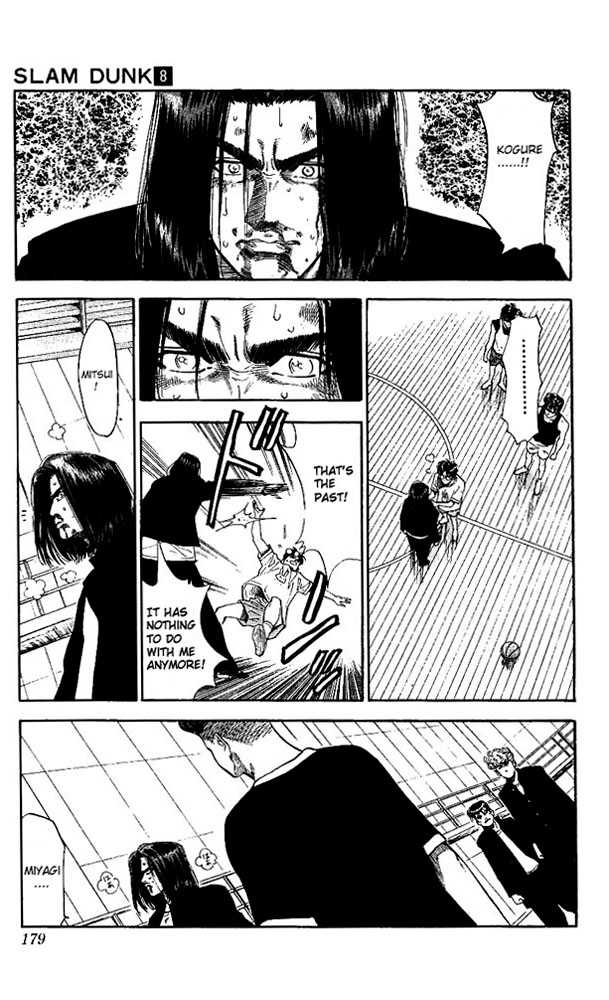 SLAM DUNK 8
KOGURE
......!!
..........
THAT'S
THE
PAST!
IT HAS
NOTHING
TO DO
WITH ME
ANYMORE!
MITSUI
!
MIYAGI
....
179